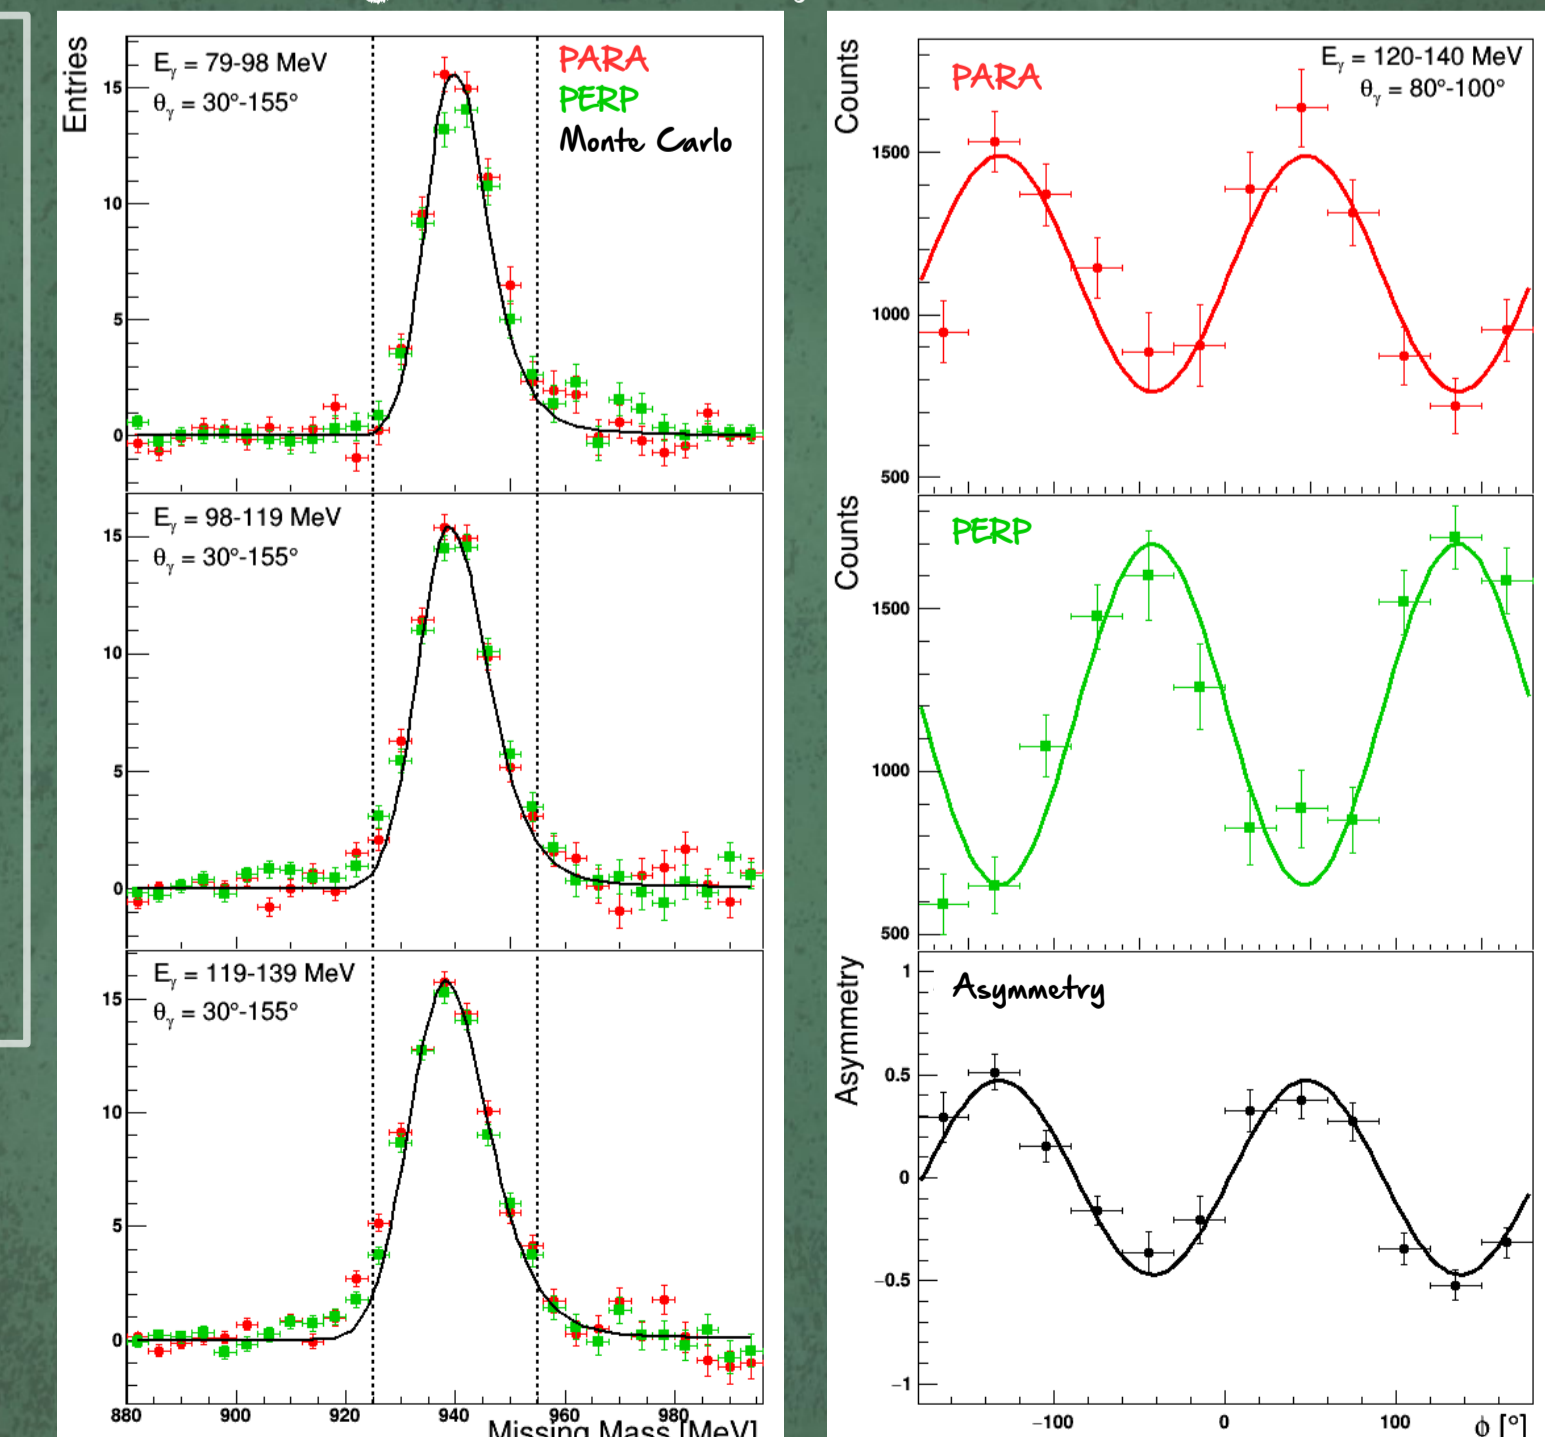 Entries
E_γ = 79-98 MeV
θ_γ = 30°-155°
PARA
PERP
Monte Carlo
15
10
5
0
E_γ = 98-119 MeV
θ_γ = 30°-155°
15
10
5
0
E_γ = 119-139 MeV
θ_γ = 30°-155°
15
10
5
0
880 900 920 940 960 980
Missing Mass [MeV]
Counts
PARA
E_γ = 120-140 MeV
θ_γ = 80°-100°
1500
1000
500
Counts
PERP
1500
1000
500
Asymmetry
Asymmetry
1
0.5
0
−0.5
−1
−100 0 100
ϕ [°]